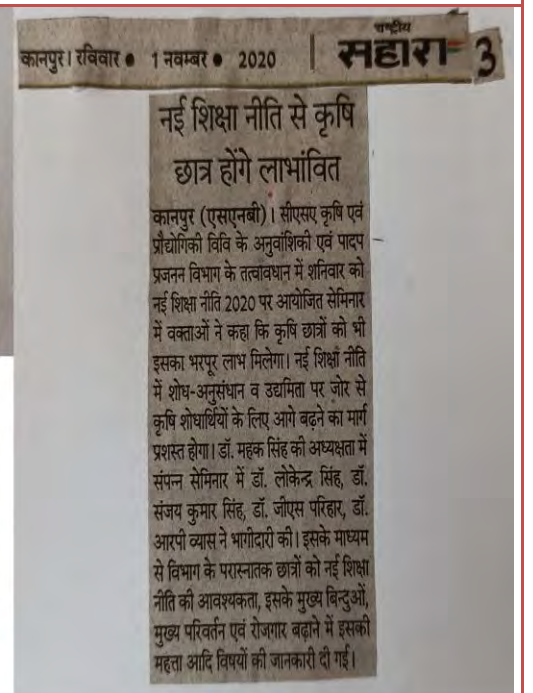 कानपुर। रविवार ● 1 नवम्बर ● 2020
राष्ट्रीय
सहारा
3
नई शिक्षा नीति से कृषि
छात्र होंगे लाभांवित
कानपुर (एसएनबी)। सीएसए कृषि एवं
प्रौद्योगिकी विवि के अनुवांशिकी एवं पादप
प्रजनन विभाग के तत्वावधान में शनिवार को
नई शिक्षा नीति 2020 पर आयोजित सेमिनार
में वक्ताओं ने कहा कि कृषि छात्रों को भी
इसका भरपूर लाभ मिलेगा। नई शिक्षा नीति
में शोध-अनुसंधान व उद्यमिता पर जोर से
कृषि शोधार्थियों के लिए आगे बढ़ने का मार्ग
प्रशस्त होगा। डॉ. महक सिंह की अध्यक्षता में
संपन्न सेमिनार में डॉ. लोकेन्द्र सिंह, डॉ.
संजय कुमार सिंह, डॉ. जीएस परिहार, डॉ.
आरपी व्यास ने भागीदारी की। इसके माध्यम
से विभाग के परास्नातक छात्रों को नई शिक्षा
नीति की आवश्यकता, इसके मुख्य बिन्दुओं,
मुख्य परिवर्तन एवं रोजगार बढ़ाने में इसकी
महत्ता आदि विषयों की जानकारी दी गई।